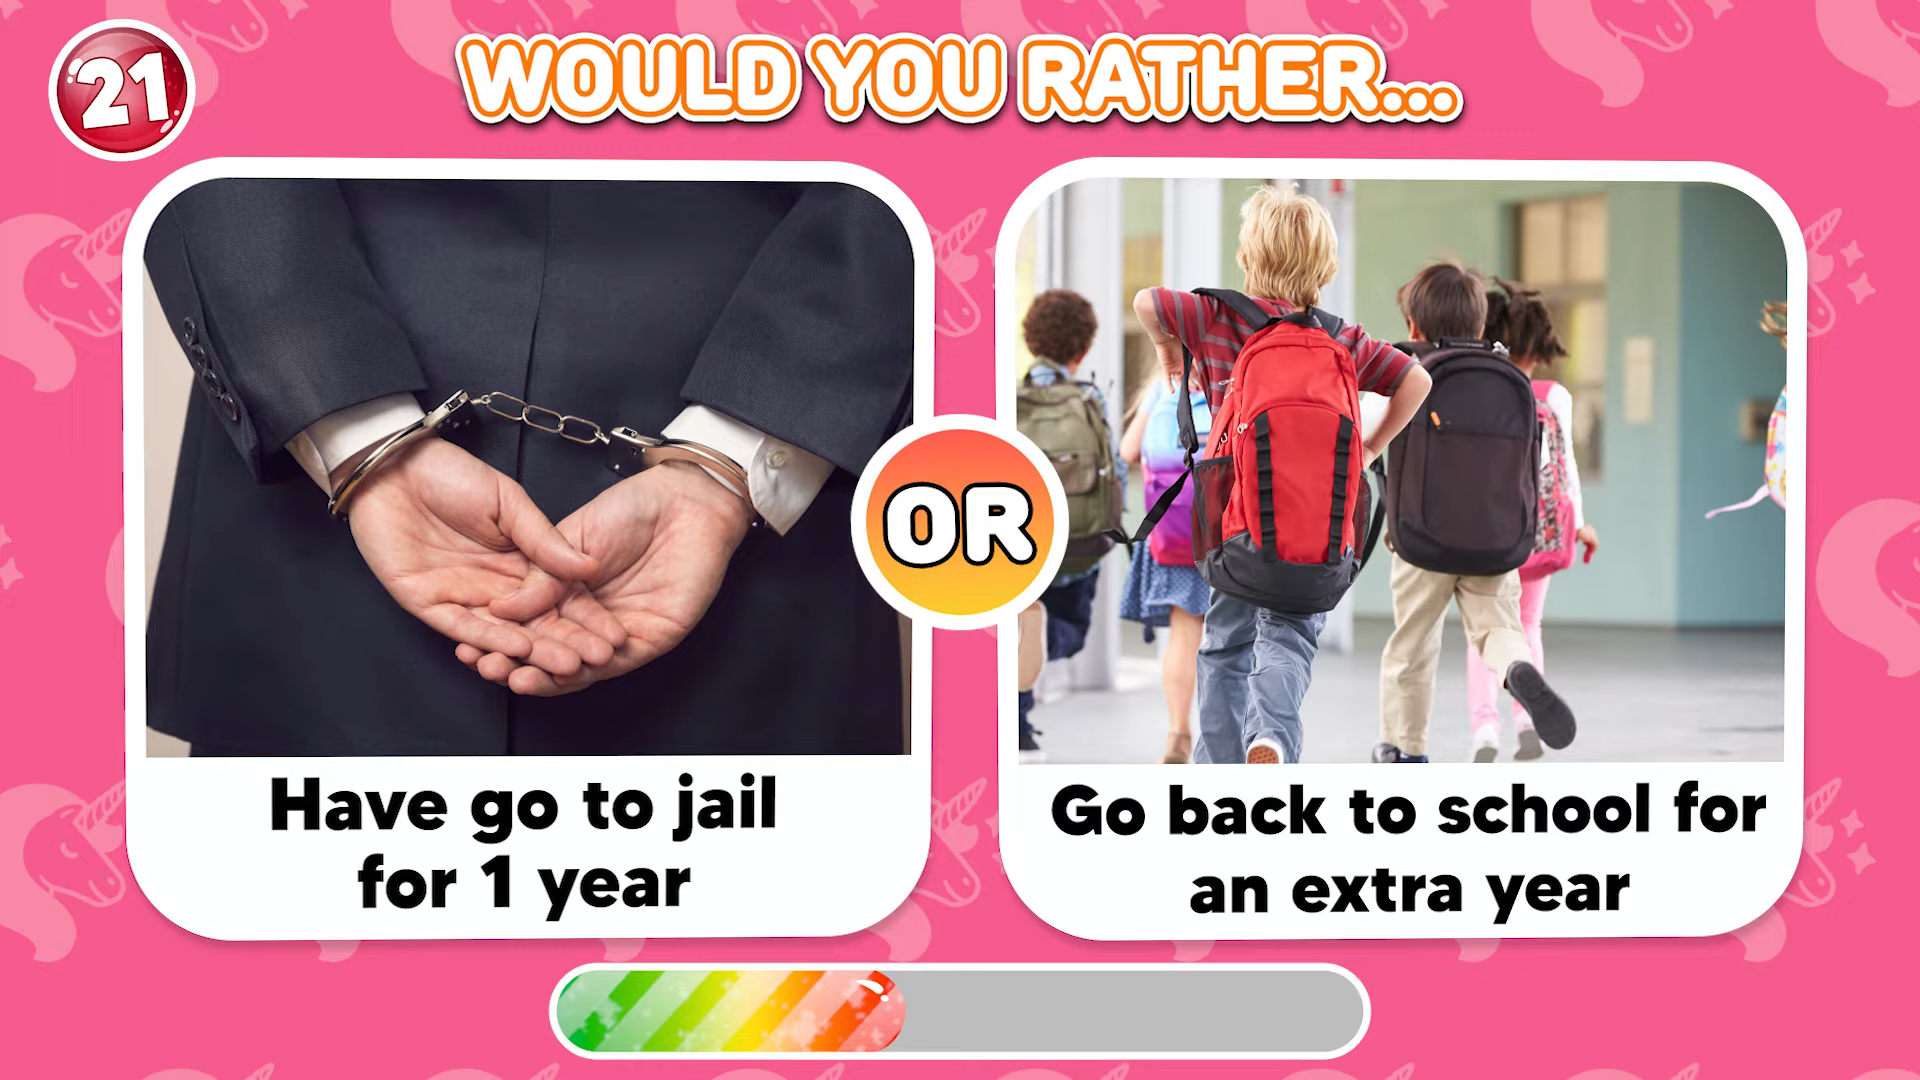 21
WOULD YOU RATHER...
Have go to jail
for 1 year
OR
Go back to school for
an extra year